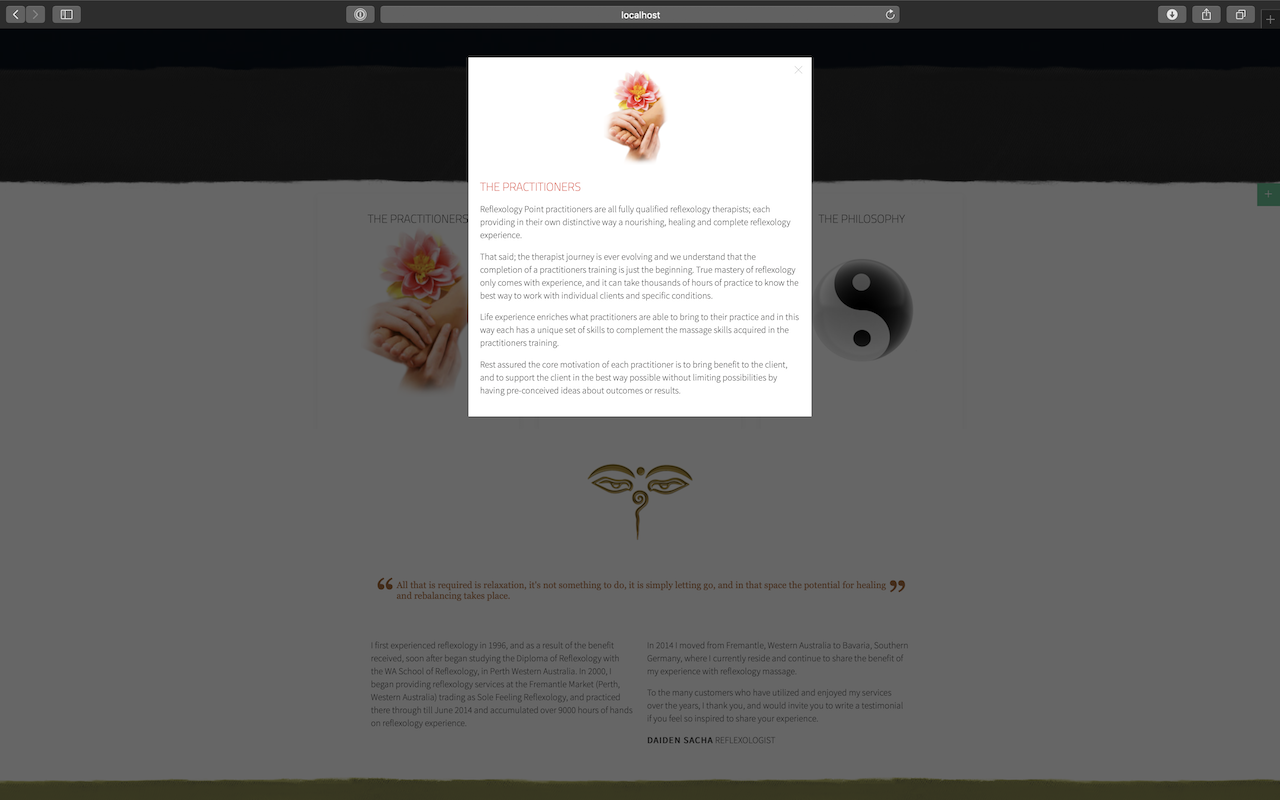 localhost
THE PRACTITIONERS
Reflexology Point practitioners are all fully qualified reflexology therapists; each
providing in their own distinctive way a nourishing, healing and complete reflexology
experience.
That said; the therapist journey is ever evolving and we understand that the
completion of a practitioners training is just the beginning. True mastery of reflexology
only comes with experience, and it can take thousands of hours of practice to know the
best way to work with individual clients and specific conditions.
Life experience enriches what practitioners are able to bring to their practice and in this
way each has a unique set of skills to complement the massage skills acquired in the
practitioners training.
Rest assured the core motivation of each practitioner is to bring benefit to the client,
and to support the client in the best way possible without limiting possibilities by
having pre-conceived ideas about outcomes or results.
THE PRACTITIONERS
THE PHILOSOPHY
“ All that is required is relaxation, it's not something to do, it is simply letting go, and in that space the potential for healing ”
and rebalancing takes place.
I first experienced reflexology in 1996, and as a result of the benefit
received, soon after began studying the Diploma of Reflexology with
the WA School of Reflexology, in Perth Western Australia. In 2000, I
began providing reflexology services at the Fremantle Market (Perth,
Western Australia) trading as Sole Feeling Reflexology, and practiced
there through till June 2014 and accumulated over 9000 hours of hands
on reflexology experience.
In 2014 I moved from Fremantle, Western Australia to Bavaria, Southern
Germany, where I currently reside and continue to share the benefit of
my experience with reflexology massage.
To the many customers who have utilized and enjoyed my services
over the years, I thank you, and would invite you to write a testimonial
if you feel so inspired to share your experience.
DAIDEN SACHA REFLEXOLOGIST